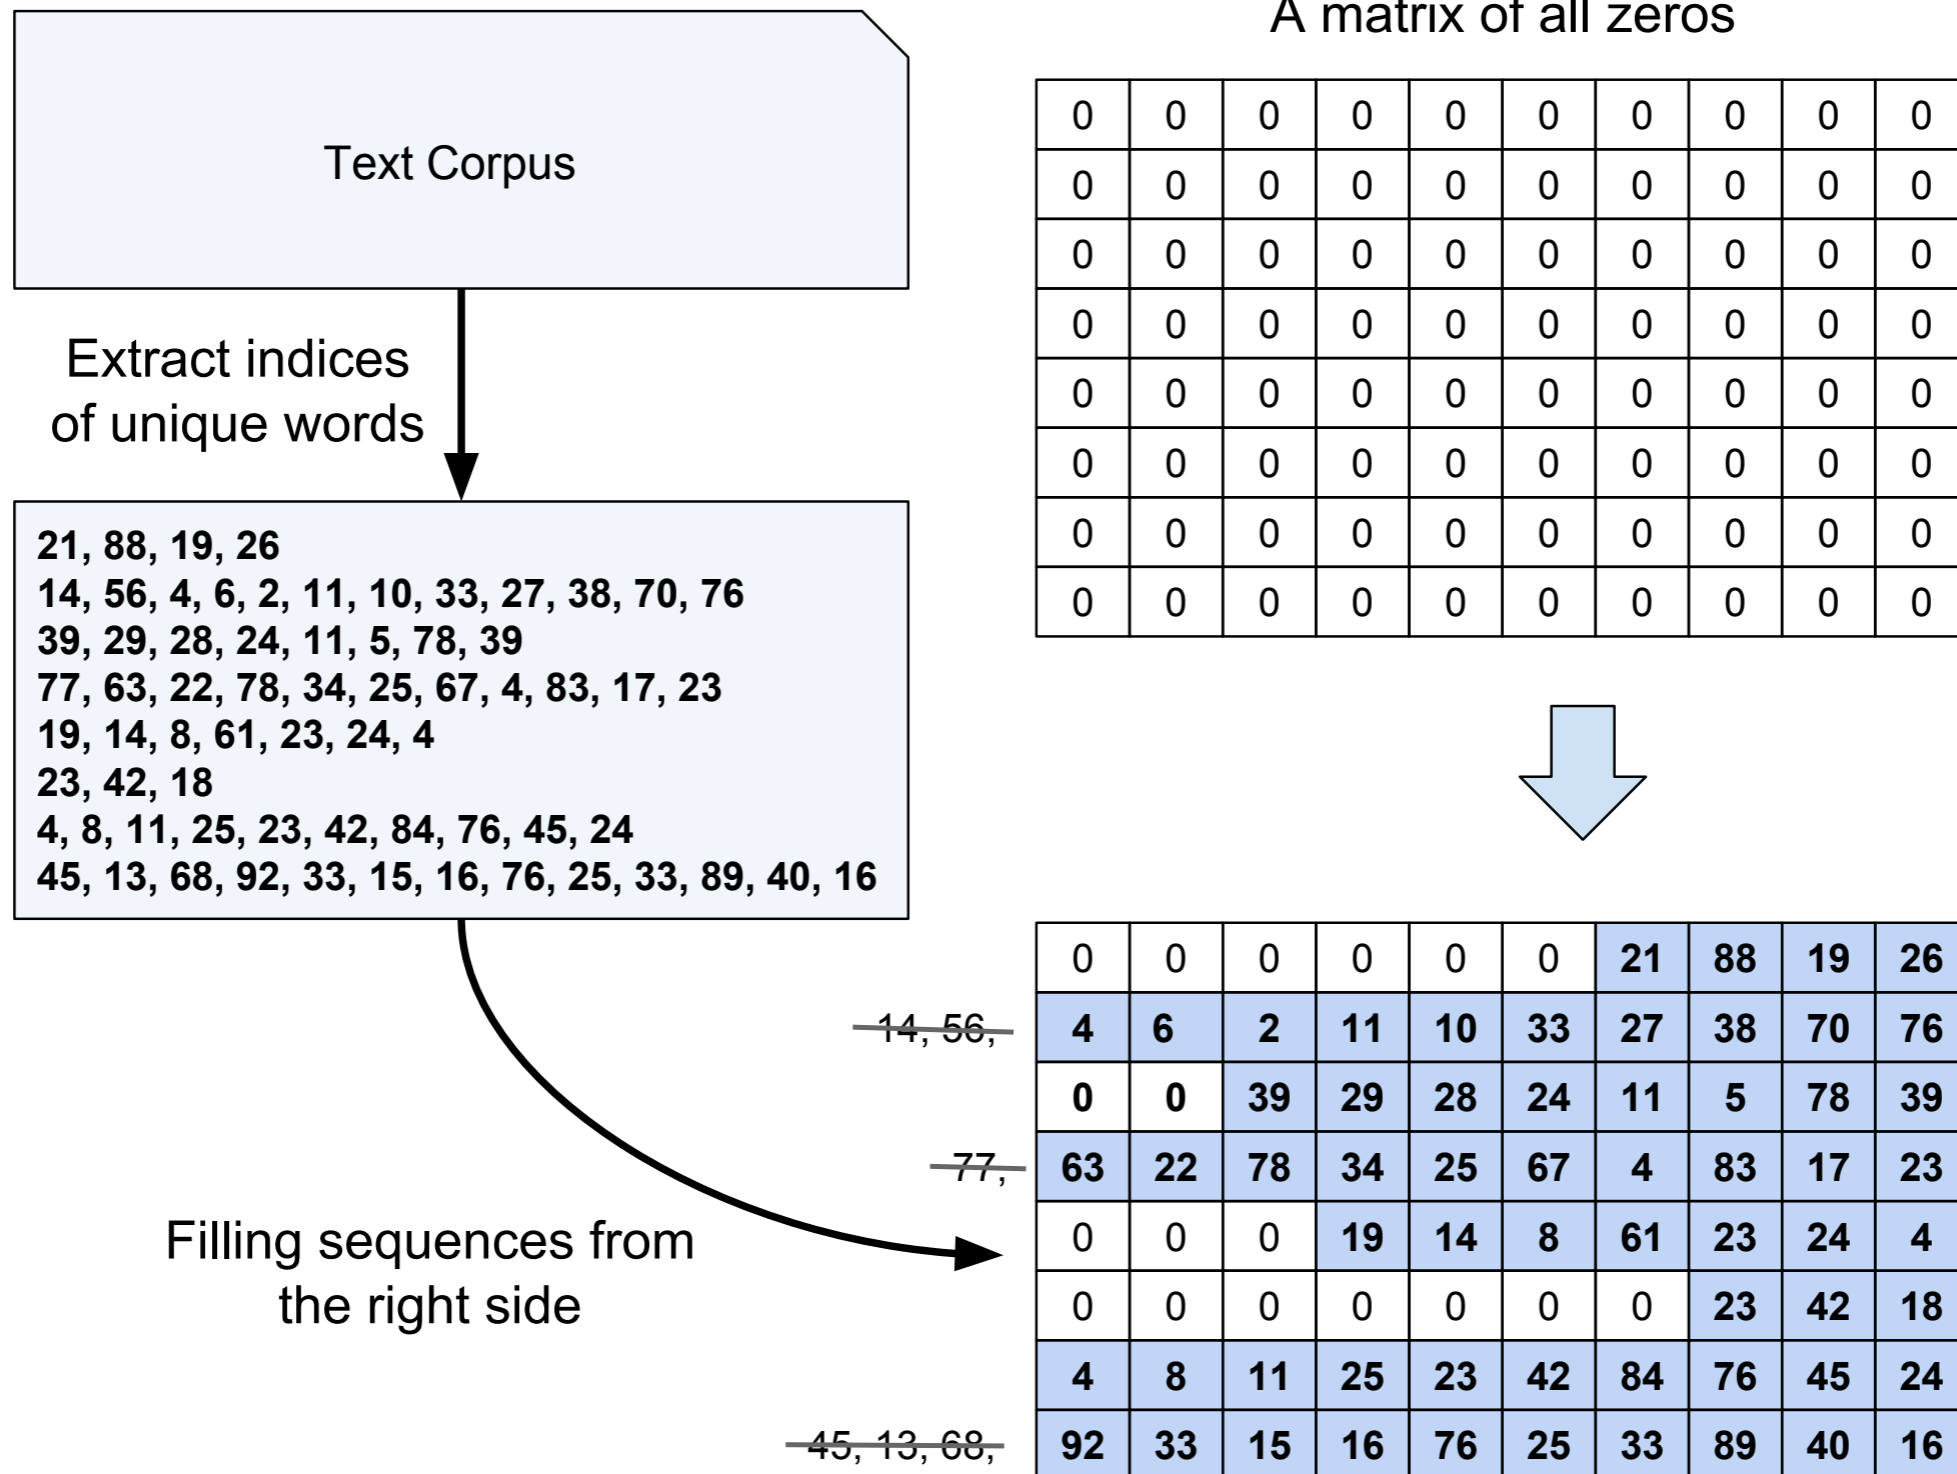 A matrix of all zeros
Text Corpus
Extract indices
of unique words
21, 88, 19, 26
14, 56, 4, 6, 2, 11, 10, 33, 27, 38, 70, 76
39, 29, 28, 24, 11, 5, 78, 39
77, 63, 22, 78, 34, 25, 67, 4, 83, 17, 23
19, 14, 8, 61, 23, 24, 4
23, 42, 18
4, 8, 11, 25, 23, 42, 84, 76, 45, 24
45, 13, 68, 92, 33, 15, 16, 76, 25, 33, 89, 40, 16
0 0 0 0 0 0 0 0 0 0
0 0 0 0 0 0 0 0 0 0
0 0 0 0 0 0 0 0 0 0
0 0 0 0 0 0 0 0 0 0
0 0 0 0 0 0 0 0 0 0
0 0 0 0 0 0 0 0 0 0
0 0 0 0 0 0 0 0 0 0
0 0 0 0 0 0 0 0 0 0
Filling sequences from
the right side
0 0 0 0 0 0 21 88 19 26
14, 56, 4 6 2 11 10 33 27 38 70 76
0 0 39 29 28 24 11 5 78 39
77, 63 22 78 34 25 67 4 83 17 23
0 0 0 19 14 8 61 23 24 4
0 0 0 0 0 0 0 23 42 18
4 8 11 25 23 42 84 76 45 24
45, 13, 68, 92 33 15 16 76 25 33 89 40 16